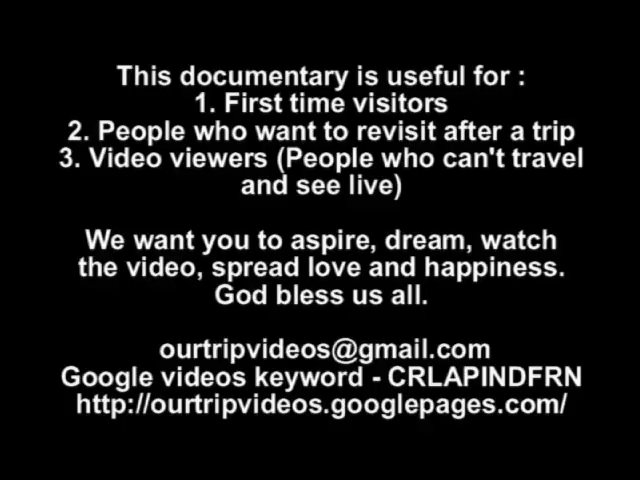 This documentary is useful for :
1. First time visitors
2. People who want to revisit after a trip
3. Video viewers (People who can't travel
and see live)
We want you to aspire, dream, watch
the video, spread love and happiness.
God bless us all.
ourtripvideos@gmail.com
Google videos keyword - CRLAPINDFRN
http://ourtripvideos.googlepages.com/